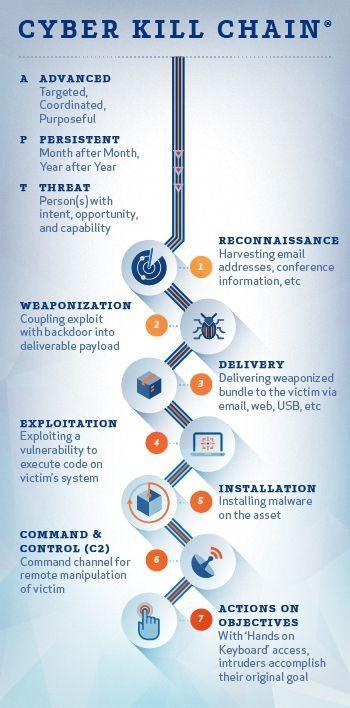 CYBER KILL CHAIN®
A ADVANCED
Targeted,
Coordinated,
Purposeful
P PERSISTENT
Month after Month,
Year after Year
T THREAT
Person(s) with
intent, opportunity,
and capability
1
RECONNAISSANCE
Harvesting email
addresses, conference
information, etc
WEAPONIZATION
Coupling exploit
with backdoor into
deliverable payload
2
3
DELIVERY
Delivering weaponized
bundle to the victim via
email, web, USB, etc
EXPLOITATION
Exploiting a
vulnerability to
execute code on
victim's system
4
5
INSTALLATION
Installing malware
on the asset
COMMAND &
CONTROL (C2)
Command channel for
remote manipulation
of victim
6
7
ACTIONS ON
OBJECTIVES
With 'Hands on
Keyboard' access,
intruders accomplish
their original goal